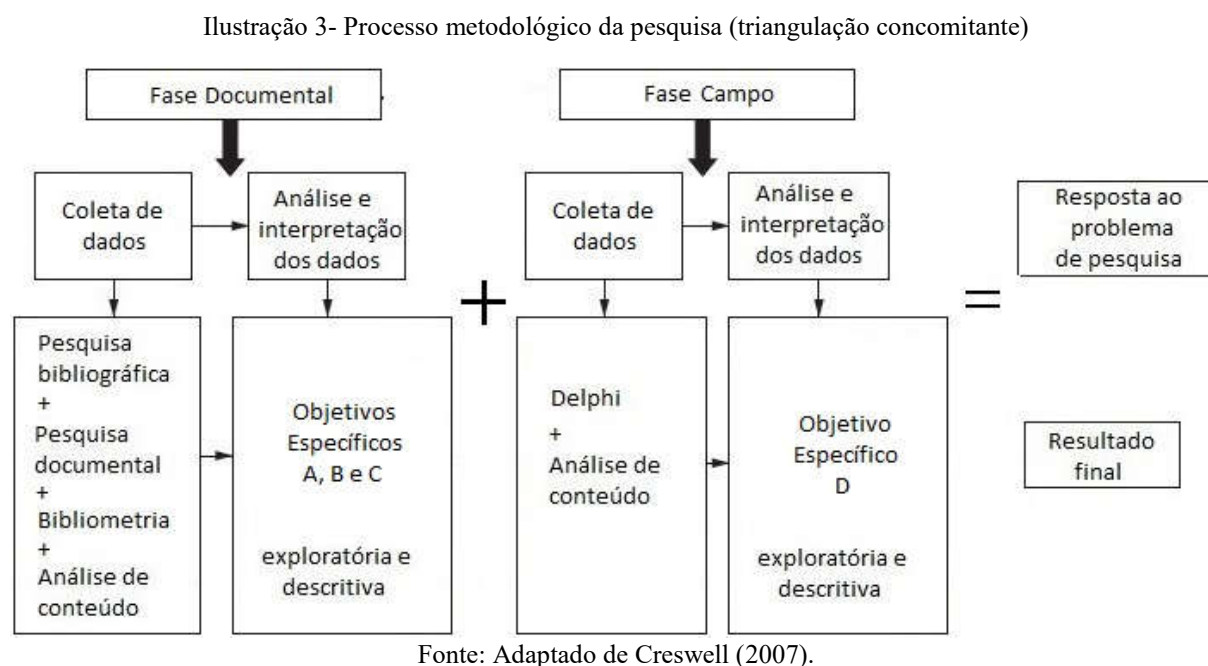 Ilustração 3- Processo metodológico da pesquisa (triangulação concomitante)
Fase Documental
Fase Campo
Coleta de
dados
Análise e
interpretação
dos dados
Coleta de
dados
Análise e
interpretação
dos dados
Resposta ao
problema
de pesquisa
+
=
Pesquisa
bibliográfica
+
Pesquisa
documental
+
Bibliometria
+
Análise de
conteúdo
Objetivos
Específicos
A, B e C
exploratória e
descritiva
Delphi
+
Análise de
conteúdo
Objetivo
Específico
D
exploratória e
descritiva
Resultado
final
Fonte: Adaptado de Creswell (2007).